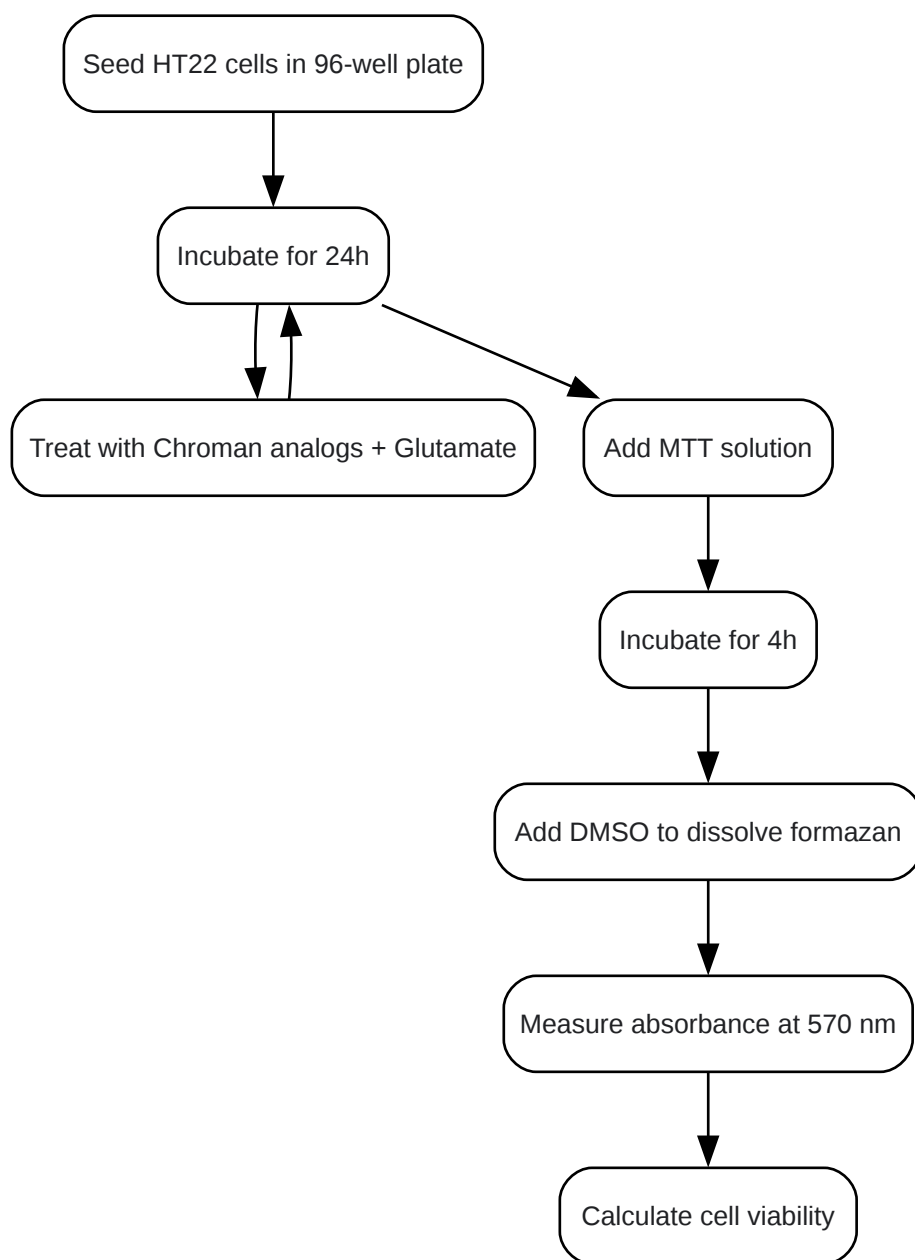 Seed HT22 cells in 96-well plate
Incubate for 24h
Treat with Chroman analogs + Glutamate
Add MTT solution
Incubate for 4h
Add DMSO to dissolve formazan
Measure absorbance at 570 nm
Calculate cell viability